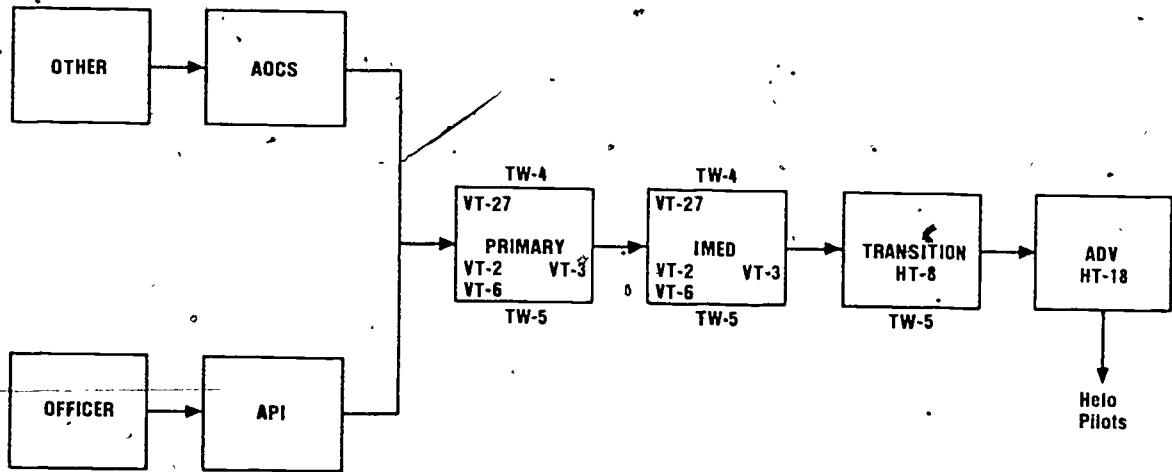 OTHER
AOCS
TW-4
VT-27
PRIMARY
VT-2 VT-3
VT-6
TW-5
TW-4
VT-27
IMED
VT-2 VT-3
VT-6
TW-5
TRANSITION
HT-8
TW-5
ADV
HT-18
Helo
Pilots
OFFICER
API